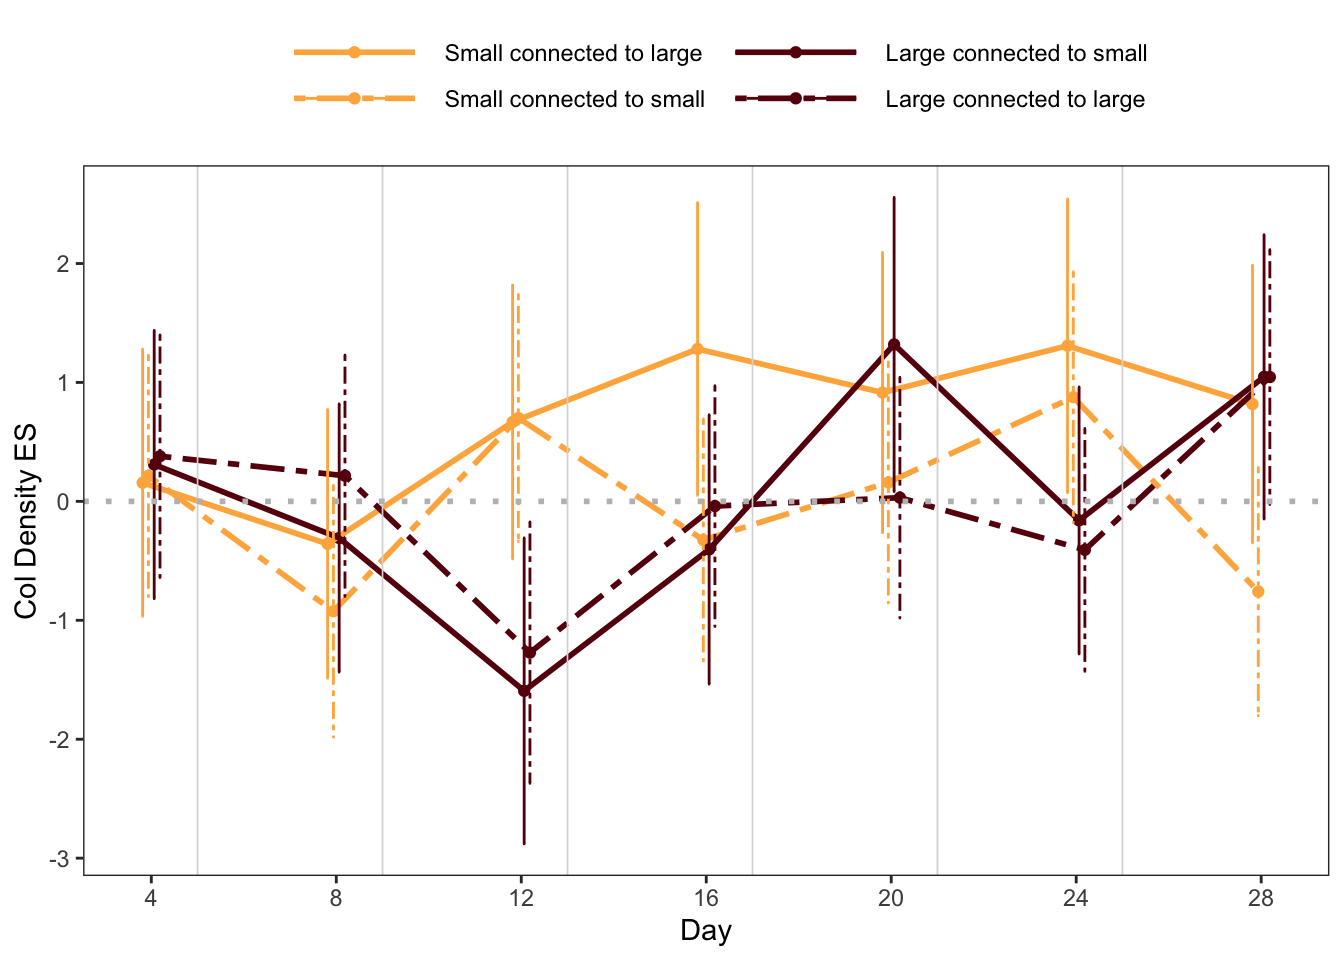 Small connected to large
Large connected to small
Small connected to small
Large connected to large
Col Density ES
2
1
0
-1
-2
-3
4 8 12 16 20 24 28
Day